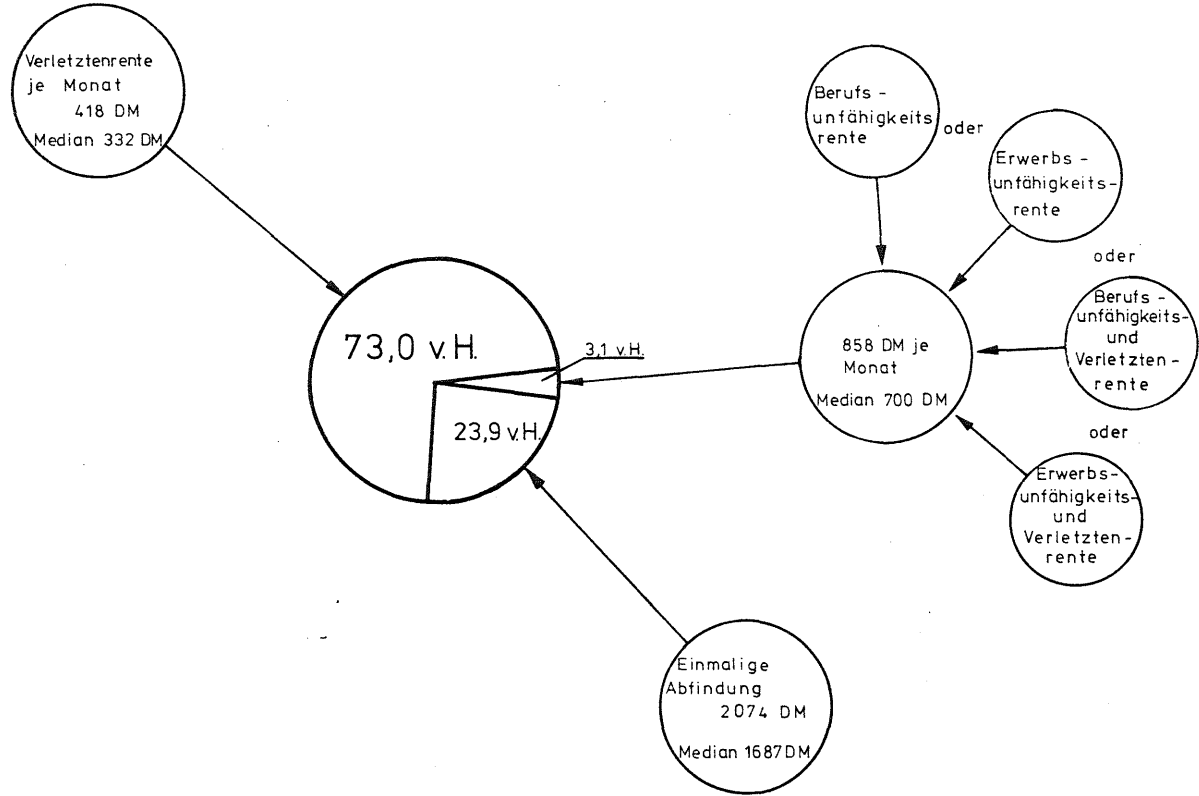 Verletztenrente
je Monat
418 DM
Median 332 DM
73,0 v.H.
3,1 v.H.
23,9 v.H.
Berufs -
unfähigkeits
rente
oder
Erwerbs -
unfähigkeits-
rente
oder
Berufs -
unfähigkeits-
und
Verletzten -
rente
oder
Erwerbs-
unfähigkeits-
und
Verletzten -
rente
858 DM je
Monat
Median 700 DM
Einmalige
Abfindung
2074 DM
Median 1687 DM